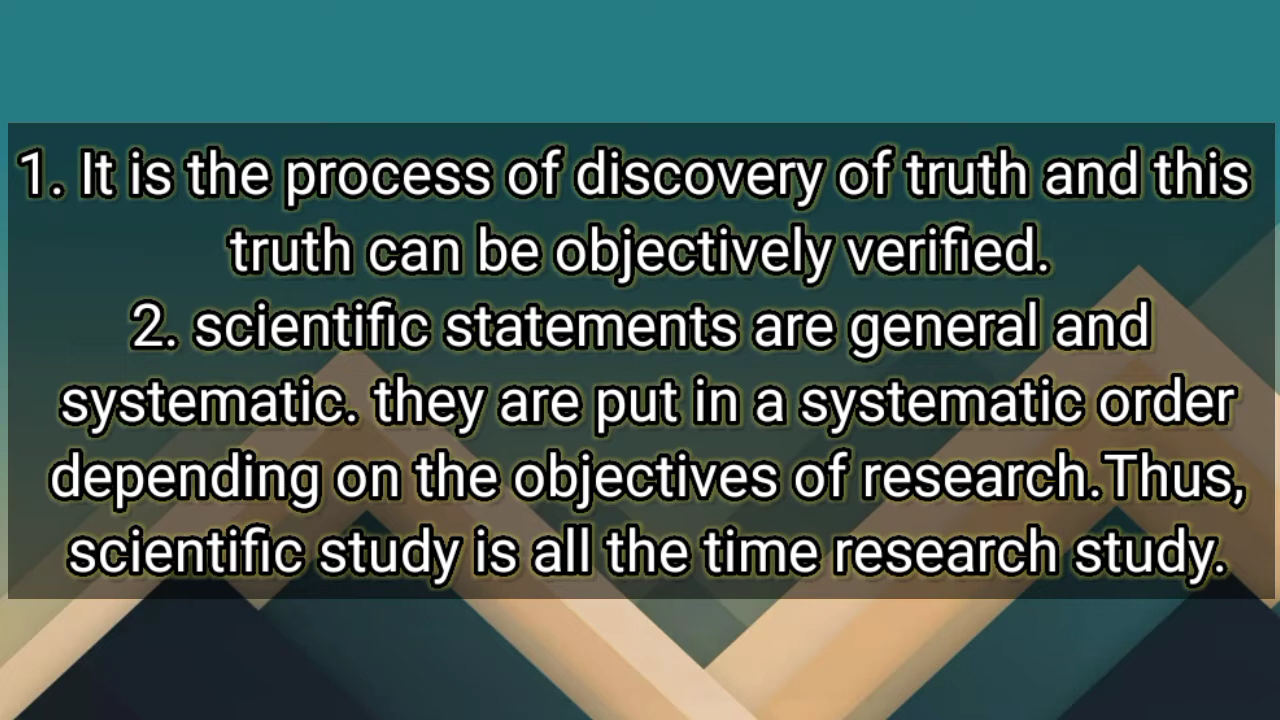 1. It is the process of discovery of truth and this
truth can be objectively verified.
2. scientific statements are general and
systematic. they are put in a systematic order
depending on the objectives of research.Thus,
scientific study is all the time research study.